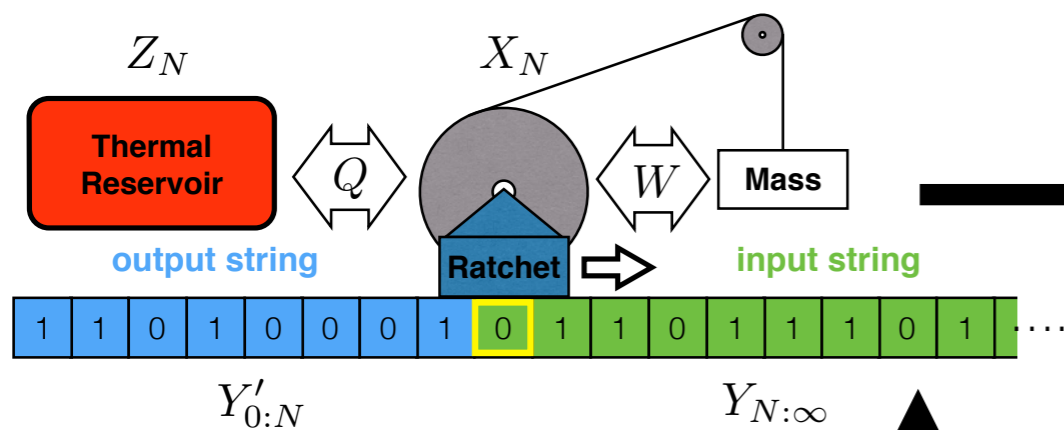 Z_N X_N
Thermal
Reservoir
Q
W
Mass
output string
Ratchet
input string
1 1 0 1 0 0 0 1 0 1 1 0 1 1 1 0 1 ....
Y'_{0:N} Y_{N:∞}